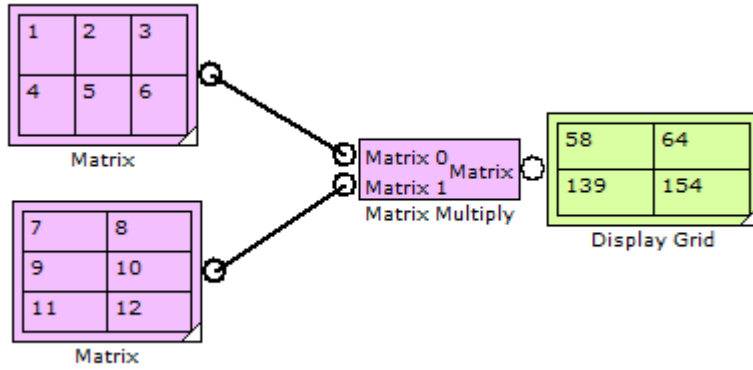 1 2 3
4 5 6
Matrix
7 8
9 10
11 12
Matrix
Matrix 0
Matrix
Matrix 1
Matrix Multiply
58 64
139 154
Display Grid